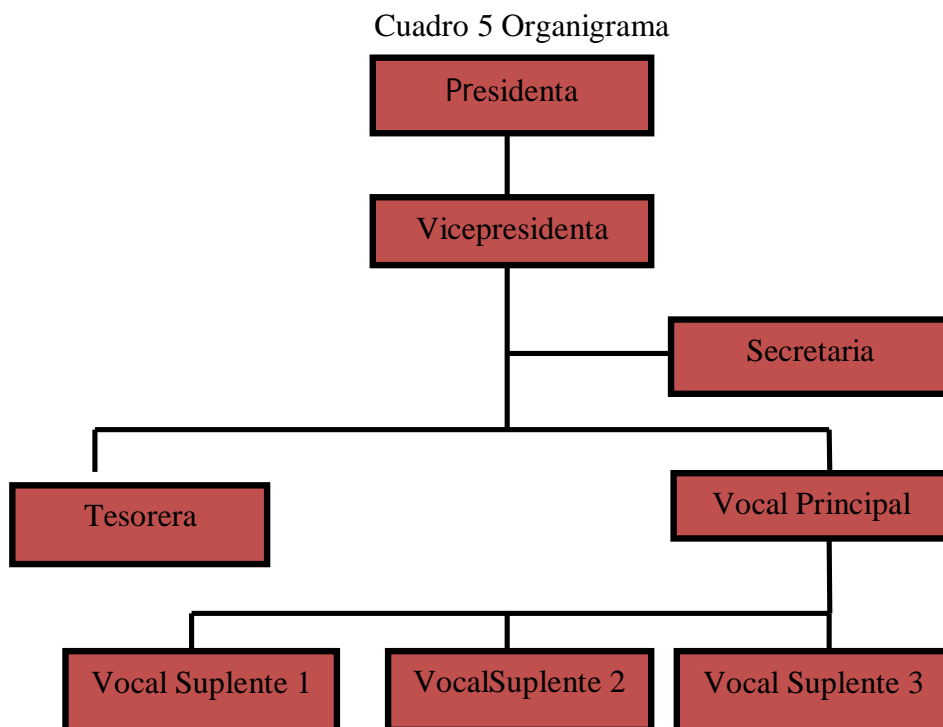 Cuadro 5 Organigrama
Presidenta
Vicepresidenta
Secretaria
Tesorera
Vocal Principal
Vocal Suplente 1
VocalSuplente 2
Vocal Suplente 3